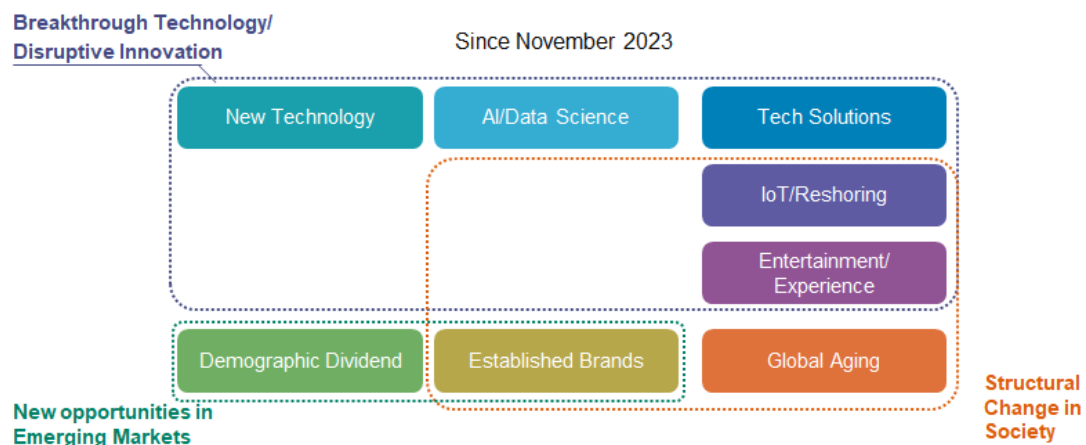 Breakthrough Technology/
Disruptive Innovation
Since November 2023
New Technology
AI/Data Science
Tech Solutions
IoT/Reshoring
Entertainment/
Experience
Demographic Dividend
Established Brands
Global Aging
New opportunities in
Emerging Markets
Structural
Change in
Society